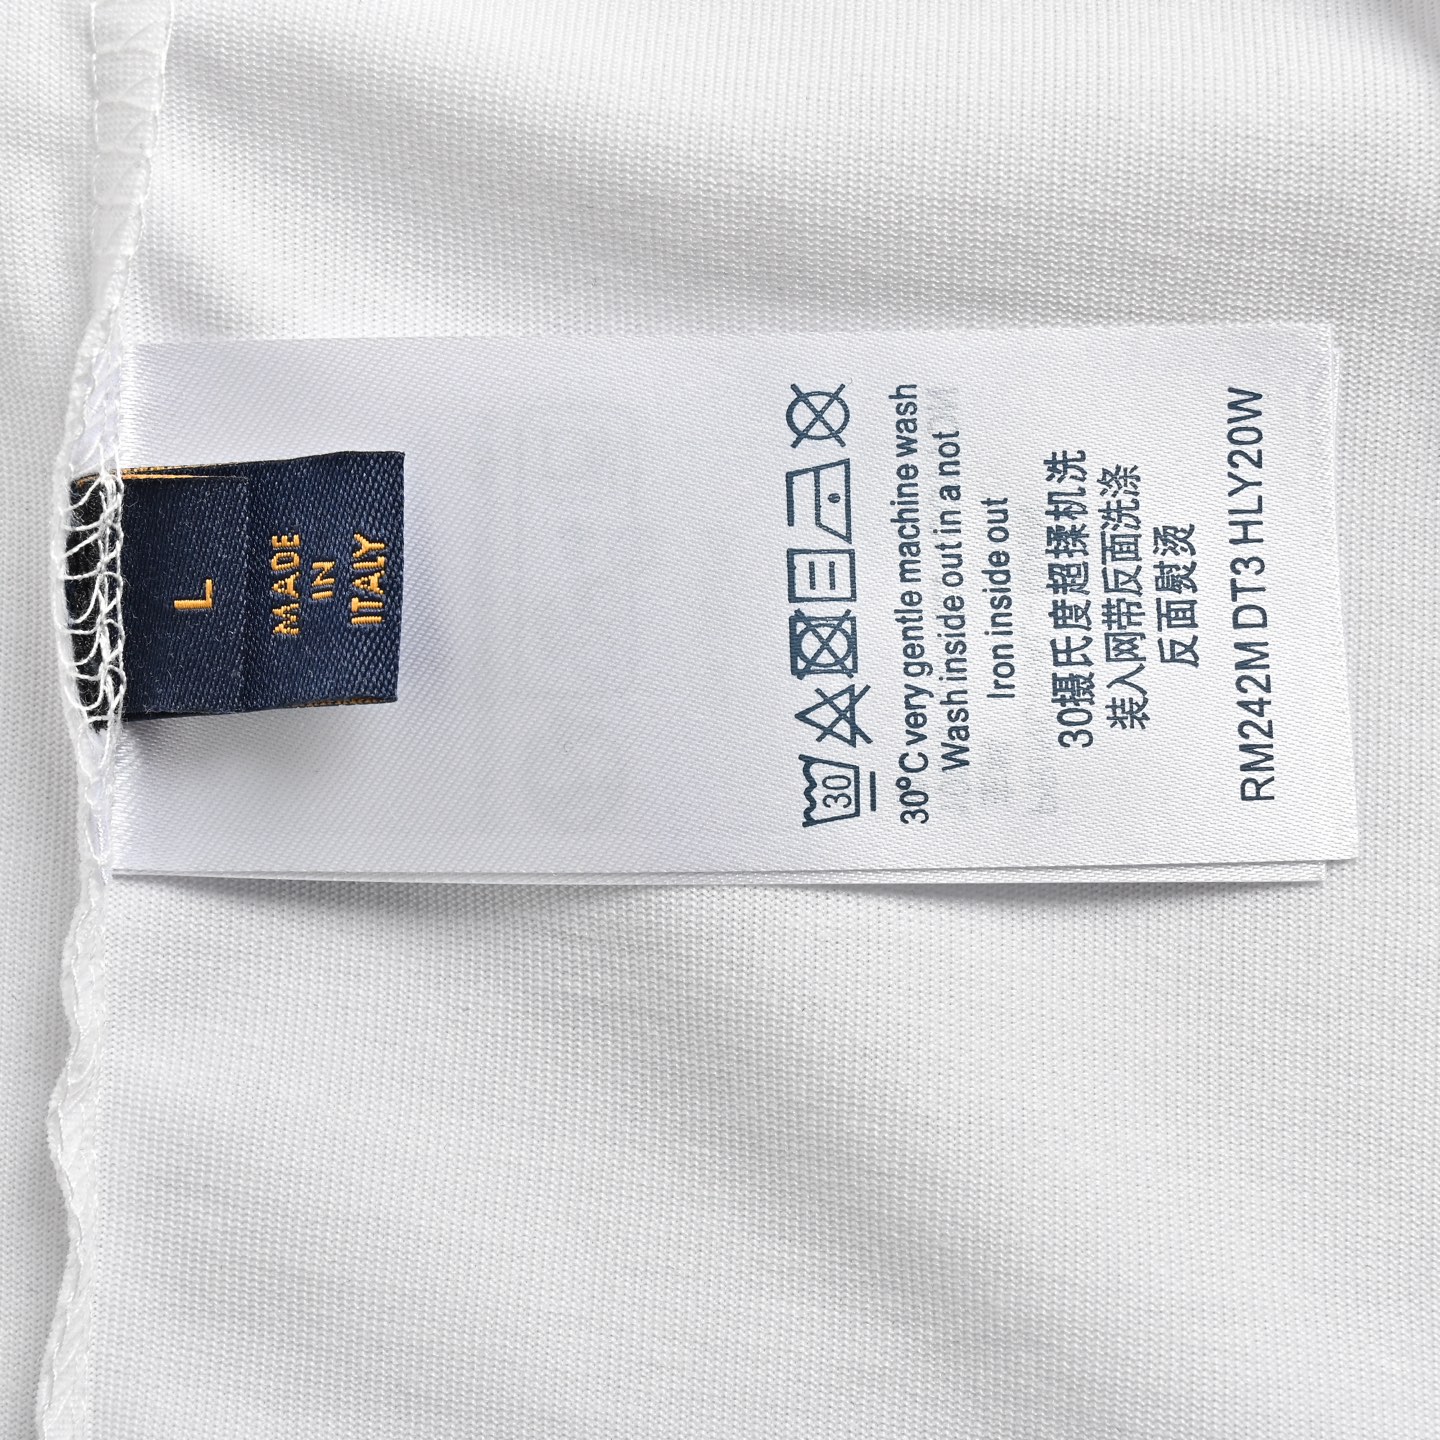 L
MADE
IN
ITALY
30
30°C very gentle machine wash
Wash inside out in a not
Iron inside out
30摄氏度超揉机洗
装入网带反面洗涤
反面熨烫
RM242M DT3 HLY20W